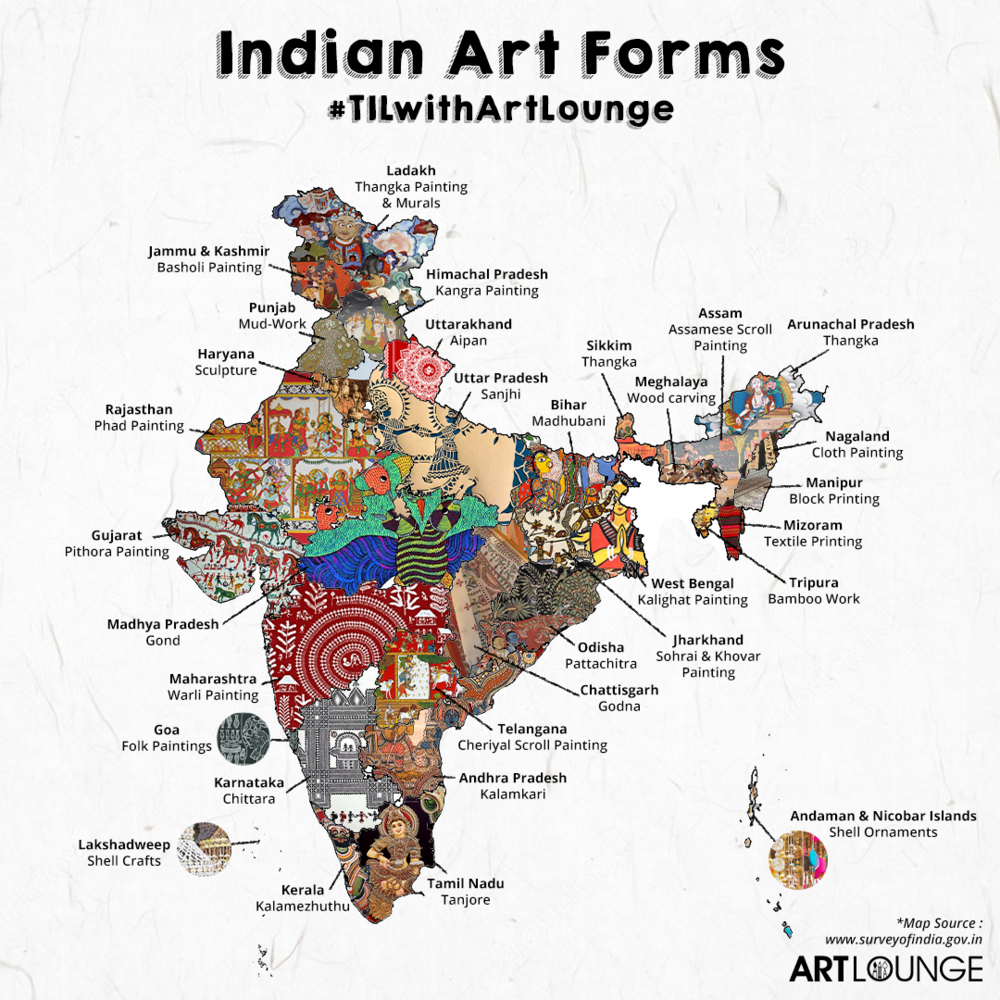 Indian Art Forms
#TILwithArtLounge
Ladakh
Thangka Painting
& Murals
Jammu & Kashmir
Basholi Painting
Himachal Pradesh
Kangra Painting
Punjab
Mud-Work
Uttarakhand
Aipan
Haryana
Sculpture
Uttar Pradesh
Sanjhi
Rajasthan
Phad Painting
Bihar
Madhubani
Sikkim
Thangka
Meghalaya
Wood carving
Assam
Assamese Scroll
Painting
Arunachal Pradesh
Thangka
Nagaland
Cloth Painting
Manipur
Block Printing
Mizoram
Textile Printing
Tripura
Bamboo Work
Gujarat
Pithora Painting
West Bengal
Kalighat Painting
Madhya Pradesh
Gond
Jharkhand
Sohrai & Khovar
Painting
Odisha
Pattachitra
Chattisgarh
Godna
Maharashtra
Warli Painting
Goa
Folk Paintings
Telangana
Cheriyal Scroll Painting
Karnataka
Chittara
Andhra Pradesh
Kalamkari
Lakshadweep
Shell Crafts
Kerala
Kalamezhuthu
Tamil Nadu
Tanjore
Andaman & Nicobar Islands
Shell Ornaments
*Map Source :
www.surveyofindia.gov.in
ART LOUNGE